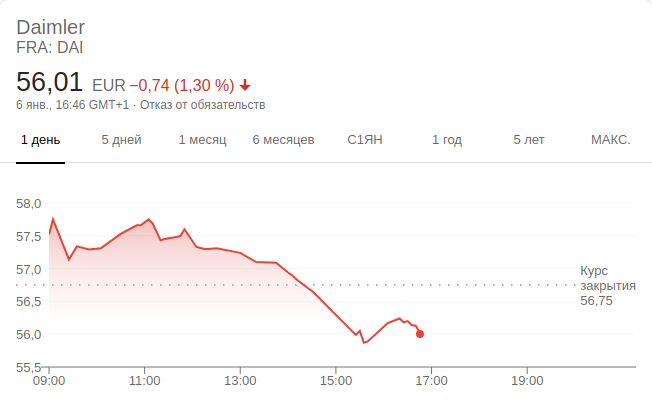 Daimler
FRA: DAI
56,01 EUR −0,74 (1,30 %) 🡇
6 янв., 16:46 GMT+1 · Отказ от обязательств
1 день 5 дней 1 месяц 6 месяцев С1ЯН 1 год 5 лет МАКС.
58,0
57,5
57,0
56,5
56,0
55,5
Курс
закрытия
56,75
09:00 11:00 13:00 15:00 17:00 19:00